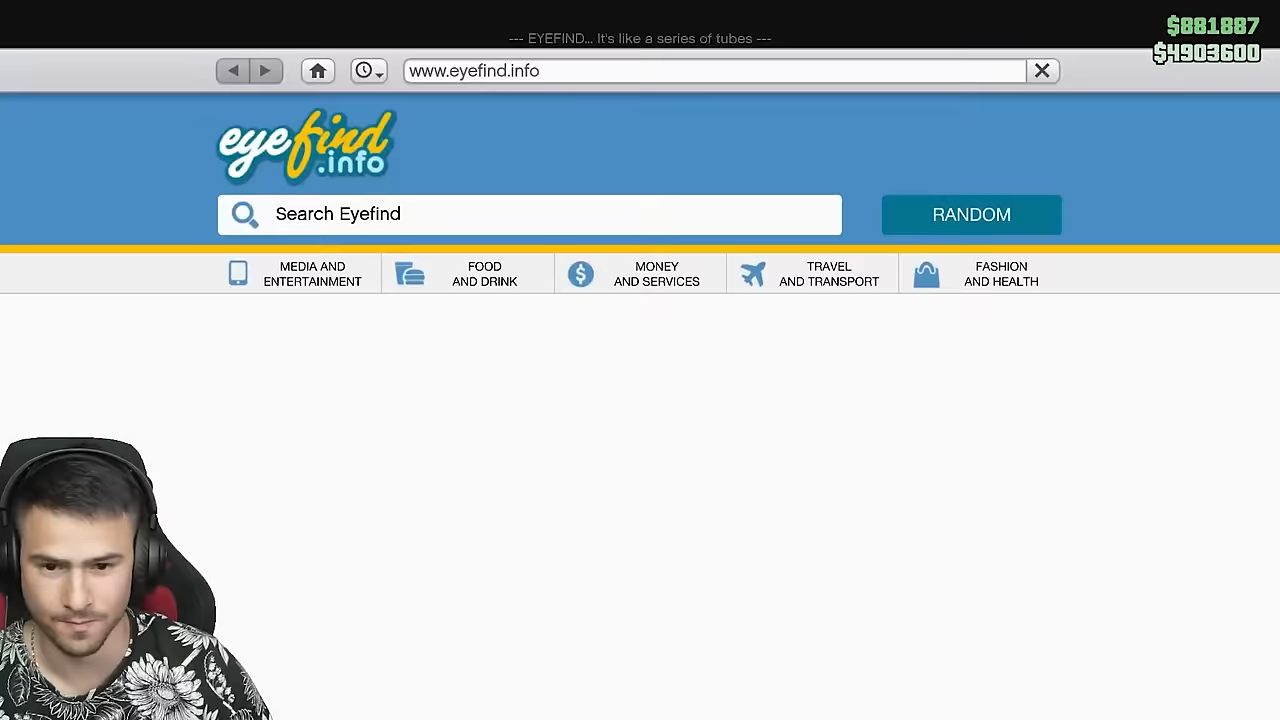 --- EYEFIND... It's like a series of tubes ---
$881887
$4903600
www.eyefind.info
eyefind
.info
Search Eyefind
RANDOM
MEDIA AND
ENTERTAINMENT
FOOD
AND DRINK
MONEY
AND SERVICES
TRAVEL
AND TRANSPORT
FASHION
AND HEALTH